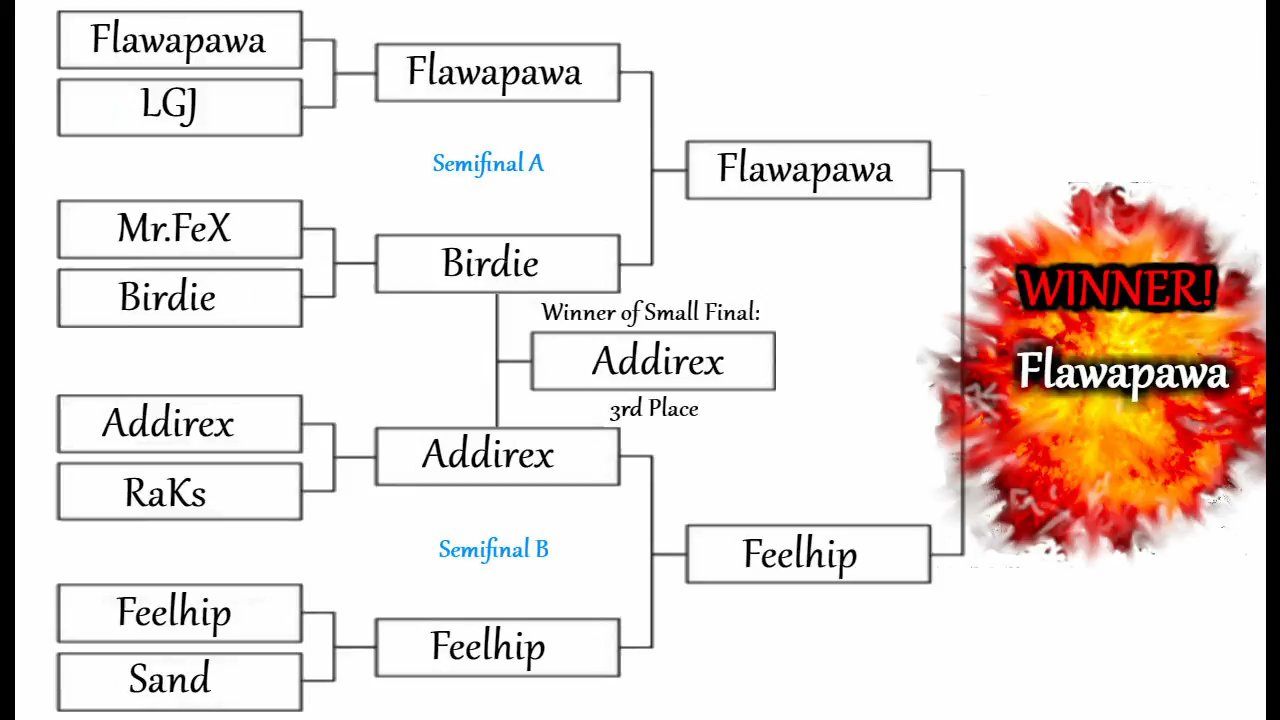 Flawapawa
LGJ
Mr.FeX
Birdie
Addirex
RaKs
Feelhip
Sand
Flawapawa
Semifinal A
Birdie
Winner of Small Final:
Addirex
3rd Place
Addirex
Semifinal B
Feelhip
Flawapawa
Feelhip
WINNER!
Flawapawa